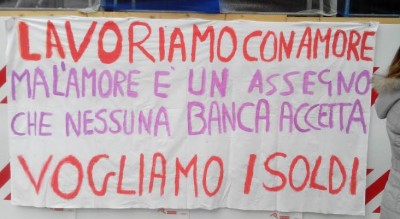 LAVORIAMO CON AMORE
MA L'AMORE È UN ASSEGNO
CHE NESSUNA BANCA ACCETTA
VOGLIAMO I SOLDI